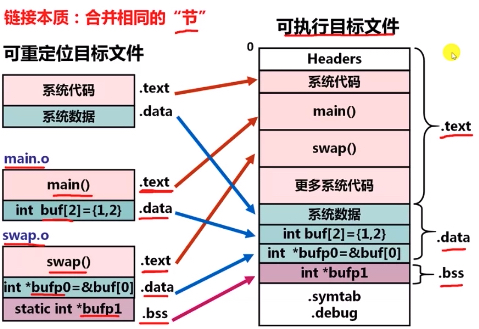 链接本质：合并相同的“节”
可重定位目标文件
系统代码 .text
系统数据 .data
main.o
main() .text
int buf[2]={1,2} .data
swap.o
swap() .text
int *bufp0=&buf[0] .data
static int *bufp1 .bss
可执行目标文件
0
Headers
系统代码
main()
swap()
更多系统代码
.text
系统数据
int buf[2]={1,2}
int *bufp0=&buf[0]
.data
int *bufp1
.bss
.symtab
.debug